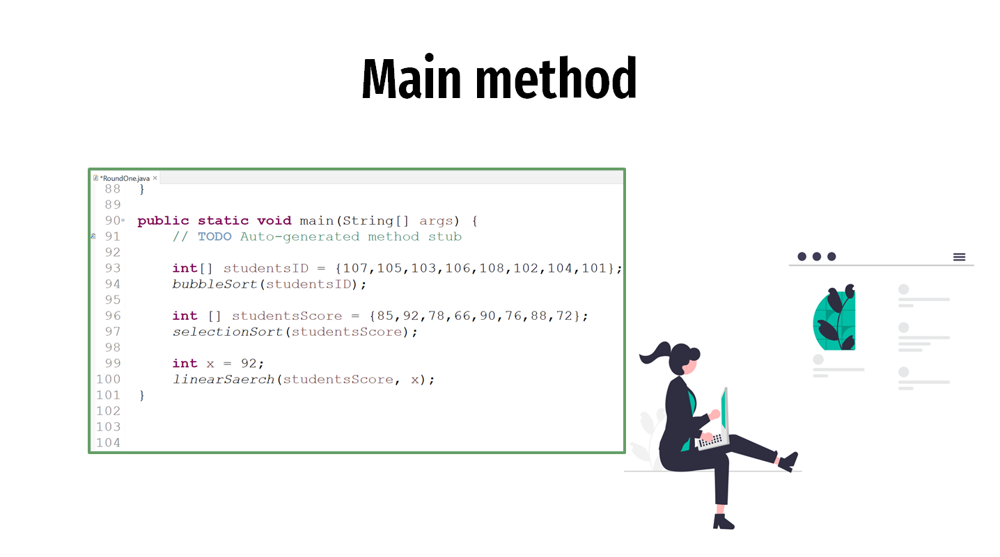 Main method
*RoundOne.java
88 }
89
90 public static void main(String[] args) {
91 // TODO Auto-generated method stub
92
93 int[] studentsID = {107,105,103,106,108,102,104,101};
94 bubbleSort(studentsID);
95
96 int [] studentsScore = {85,92,78,66,90,76,88,72};
97 selectionSort(studentsScore);
98
99 int x = 92;
100 linearSaerch(studentsScore, x);
101 }
102
103
104